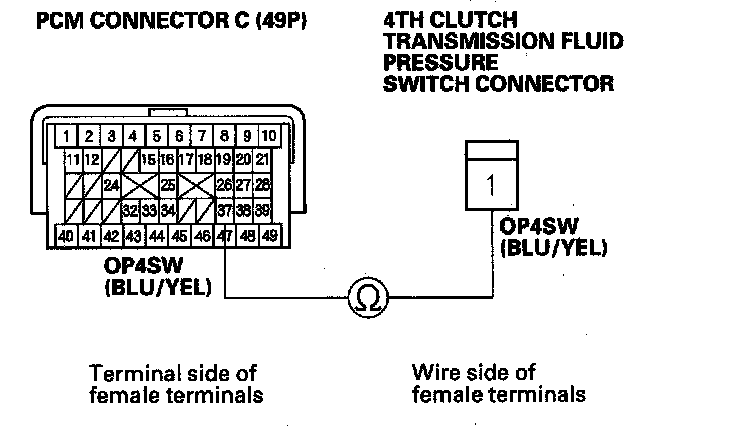 PCM CONNECTOR C (49P)
4TH CLUTCH
TRANSMISSION FLUID
PRESSURE
SWITCH CONNECTOR
1 2 3 4 5 6 7 8 9 10
11 12 15 16 17 18 19 20 21
24 25 26 27 28
32 33 34 37 38 39
40 41 42 43 44 45 46 47 48 49
1
OP4SW
(BLU/YEL)
OP4SW
(BLU/YEL)
Ω
Terminal side of
female terminals
Wire side of
female terminals